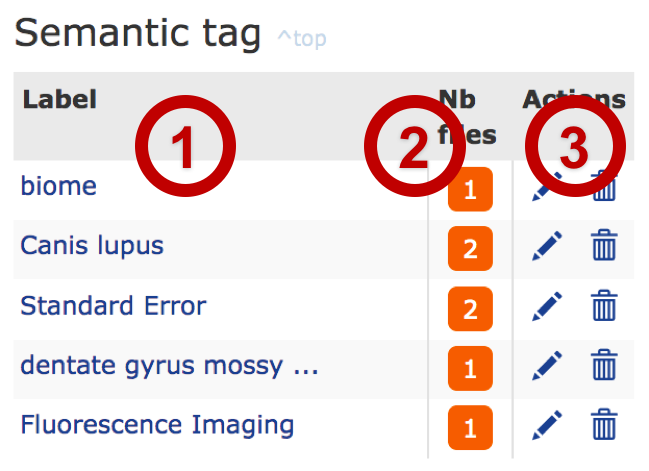 Semantic tag ^top
Label Nb files Actions
1 2 3
biome 1
Canis lupus 2
Standard Error 2
dentate gyrus mossy ... 1
Fluorescence Imaging 1